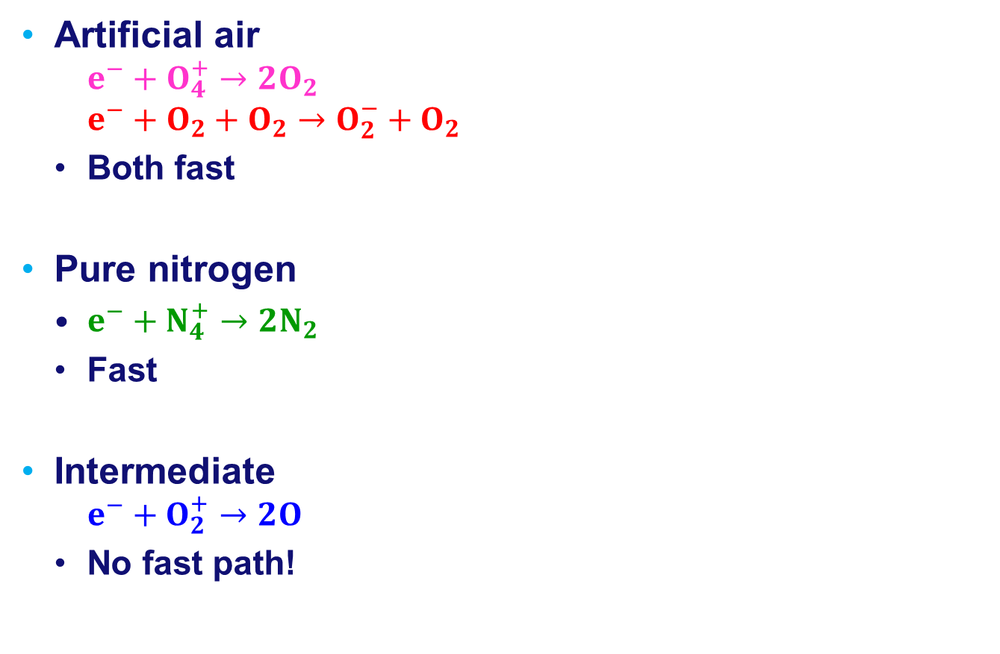 • Artificial air
e⁻ + O₄⁺ → 2O₂
e⁻ + O₂ + O₂ → O₂⁻ + O₂
• Both fast
• Pure nitrogen
• e⁻ + N₄⁺ → 2N₂
• Fast
• Intermediate
e⁻ + O₂⁺ → 2O
• No fast path!